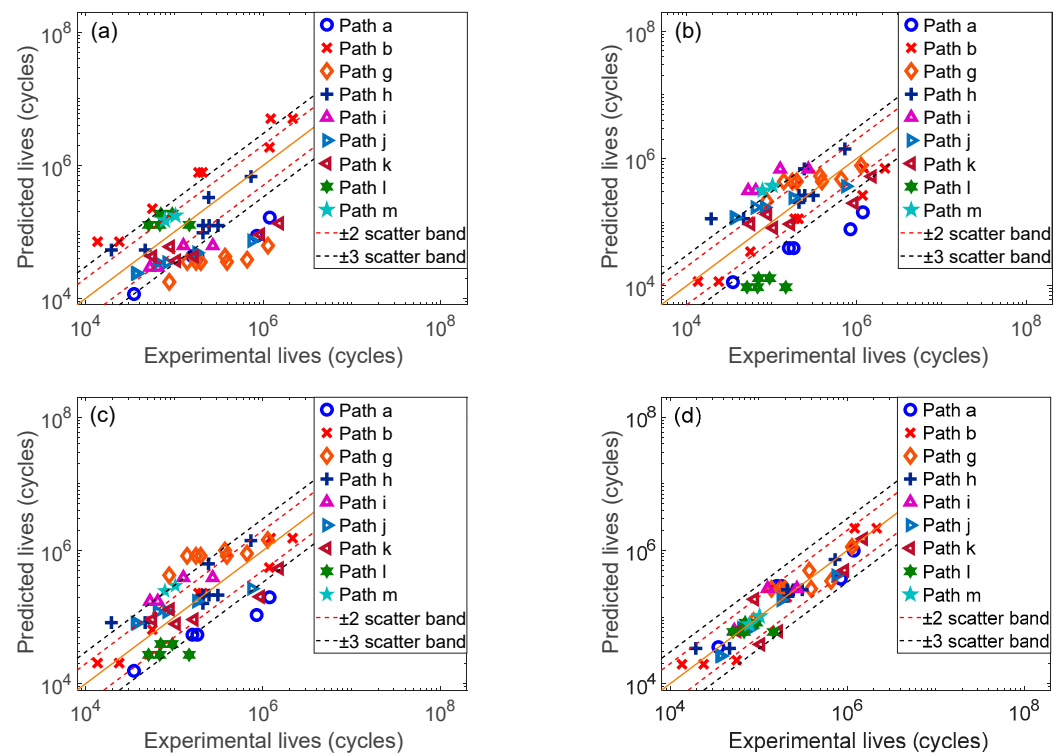 (a)
Predicted lives (cycles)
10^8
10^6
10^4
10^4
10^6
10^8
Experimental lives (cycles)
Path a
Path b
Path g
Path h
Path i
Path j
Path k
Path l
Path m
±2 scatter band
±3 scatter band
(b)
Predicted lives (cycles)
10^8
10^6
10^4
10^4
10^6
10^8
Experimental lives (cycles)
Path a
Path b
Path g
Path h
Path i
Path j
Path k
Path l
Path m
±2 scatter band
±3 scatter band
(c)
Predicted lives (cycles)
10^8
10^6
10^4
10^4
10^6
10^8
Experimental lives (cycles)
Path a
Path b
Path g
Path h
Path i
Path j
Path k
Path l
Path m
±2 scatter band
±3 scatter band
(d)
Predicted lives (cycles)
10^8
10^6
10^4
10^4
10^6
10^8
Experimental lives (cycles)
Path a
Path b
Path g
Path h
Path i
Path j
Path k
Path l
Path m
±2 scatter band
±3 scatter band